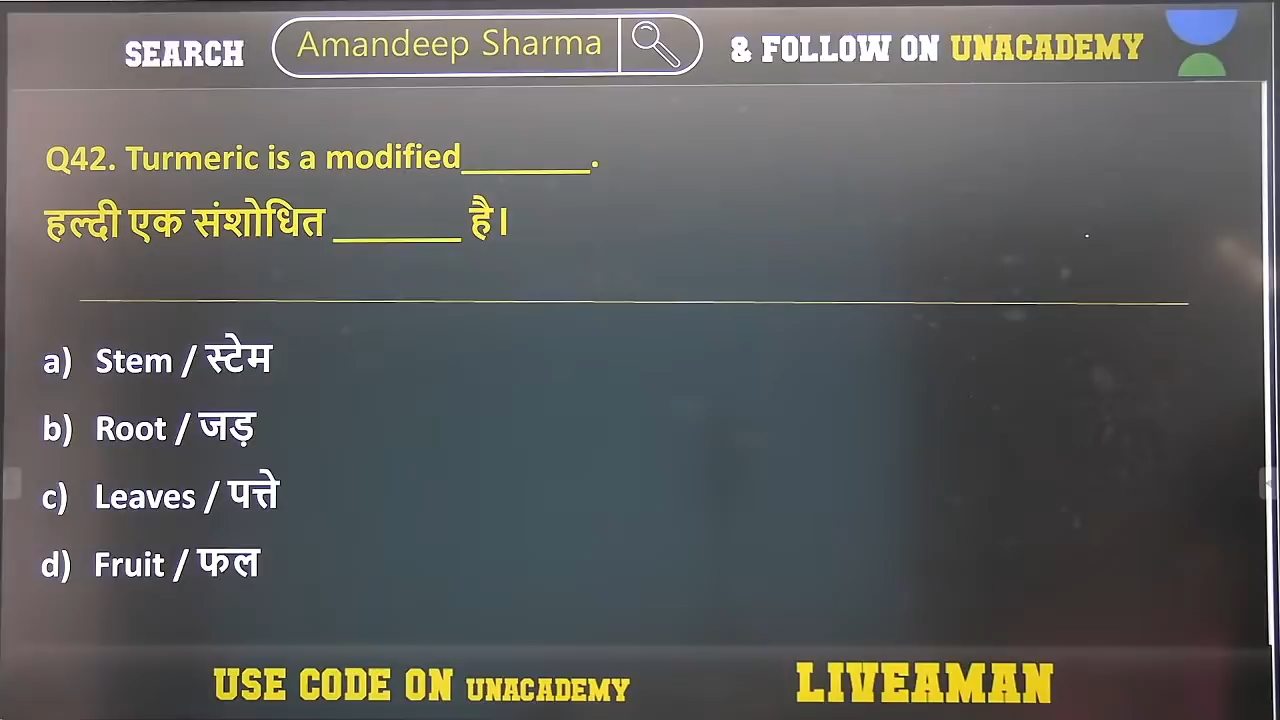 SEARCH Amandeep Sharma & FOLLOW ON UNACADEMY
Q42. Turmeric is a modified________.
हल्दी एक संशोधित ________ है।
a) Stem / स्टेम
b) Root / जड़
c) Leaves / पत्ते
d) Fruit / फल
USE CODE ON UNACADEMY LIVEAMAN